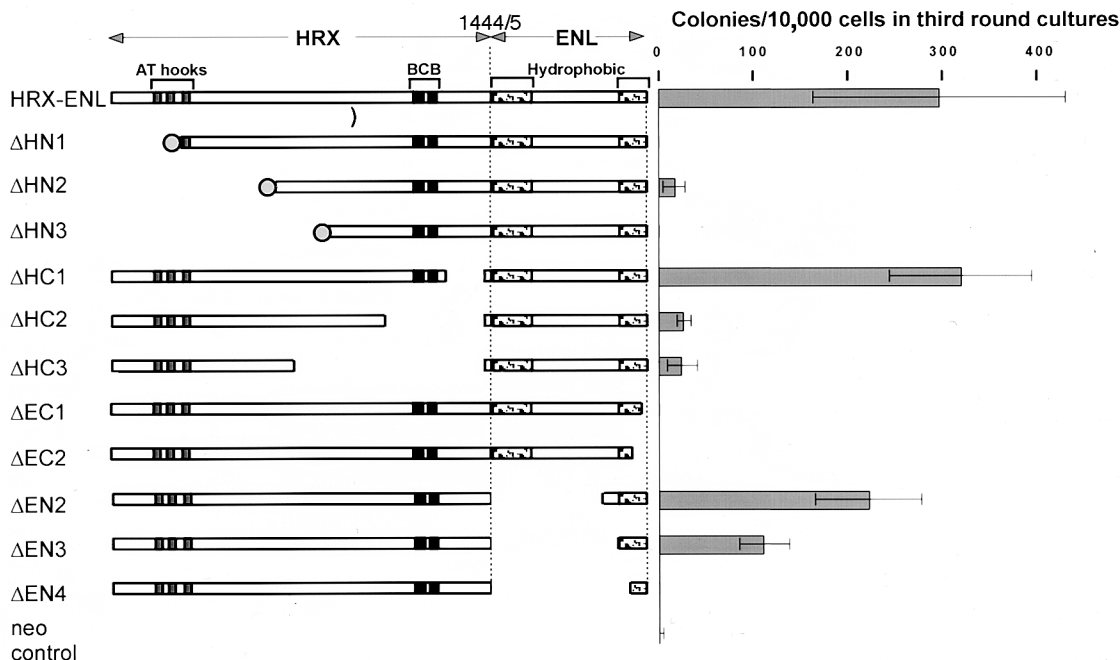 1444/5
Colonies/10,000 cells in third round cultures
HRX
ENL
0
100
200
300
400
AT hooks
BCB
Hydrophobic
HRX-ENL
ΔHN1
ΔHN2
ΔHN3
ΔHC1
ΔHC2
ΔHC3
ΔEC1
ΔEC2
ΔEN2
ΔEN3
ΔEN4
neo
control